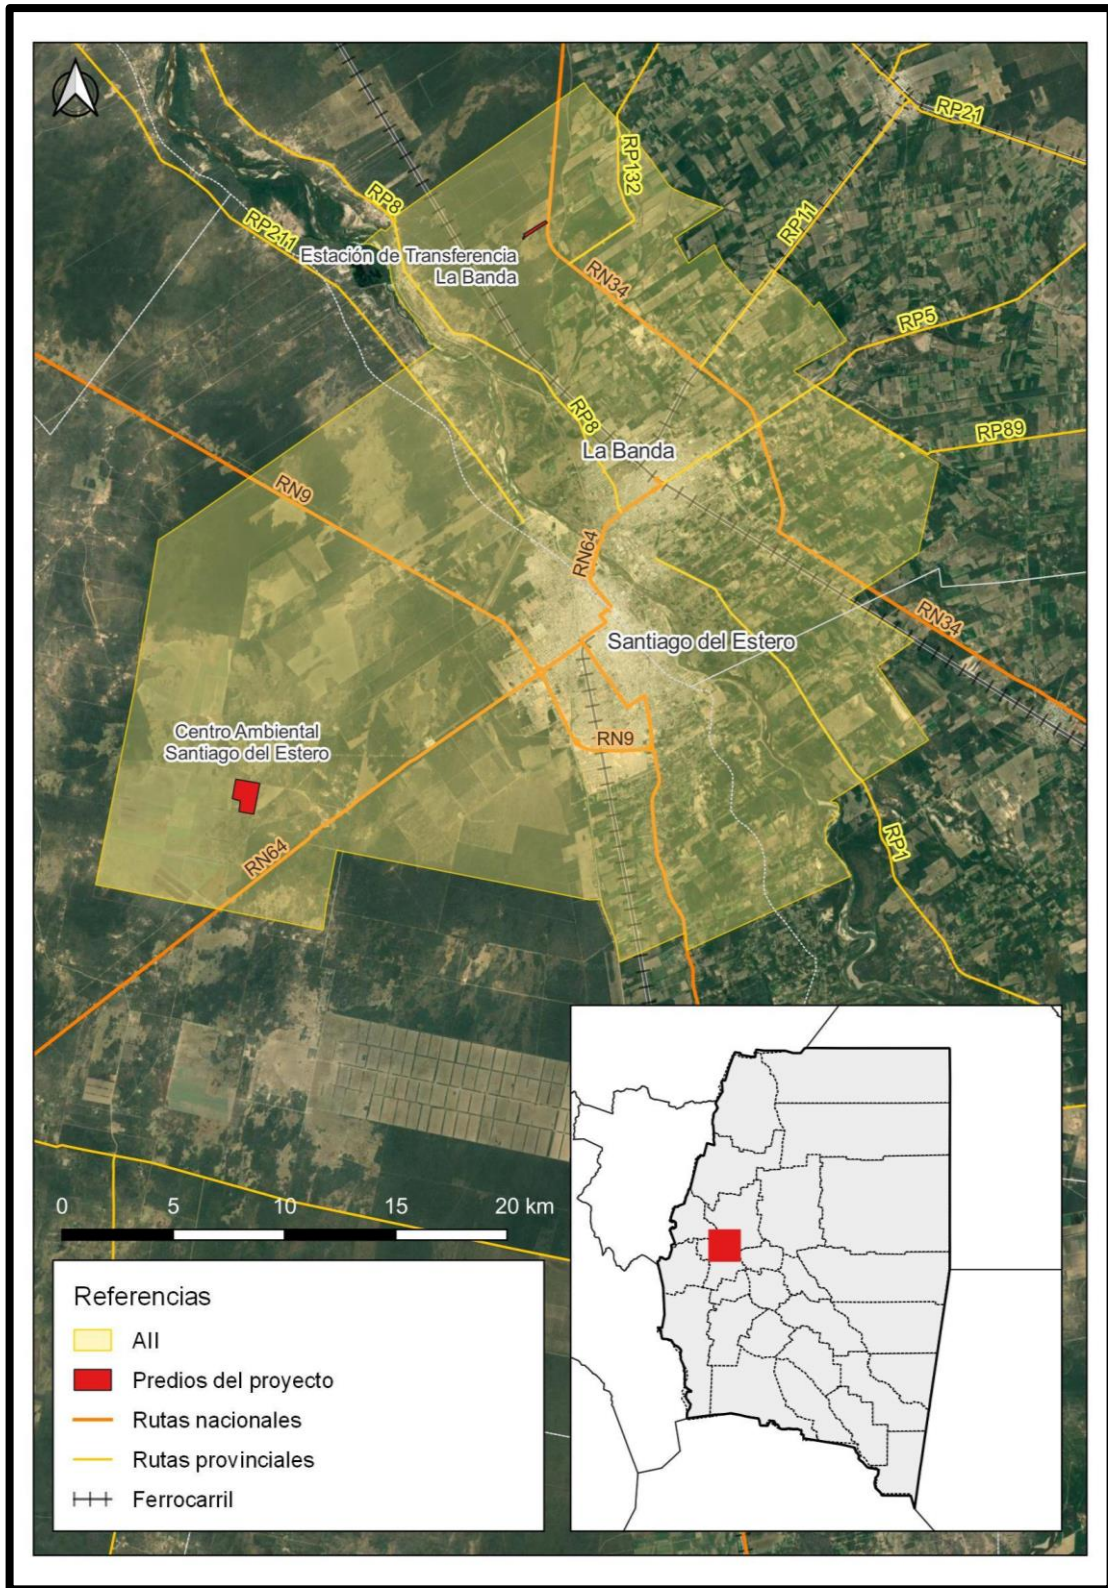 RP21
RP132
RP8
RP211
RP11
Estación de Transferencia
La Banda
RN34
RP5
RP8
RP89
La Banda
RN9
RN64
RN34
Santiago del Estero
Centro Ambiental
Santiago del Estero
RN9
RP1
RN64
0 5 10 15 20 km
Referencias
AII
Predios del proyecto
Rutas nacionales
Rutas provinciales
Ferrocarril